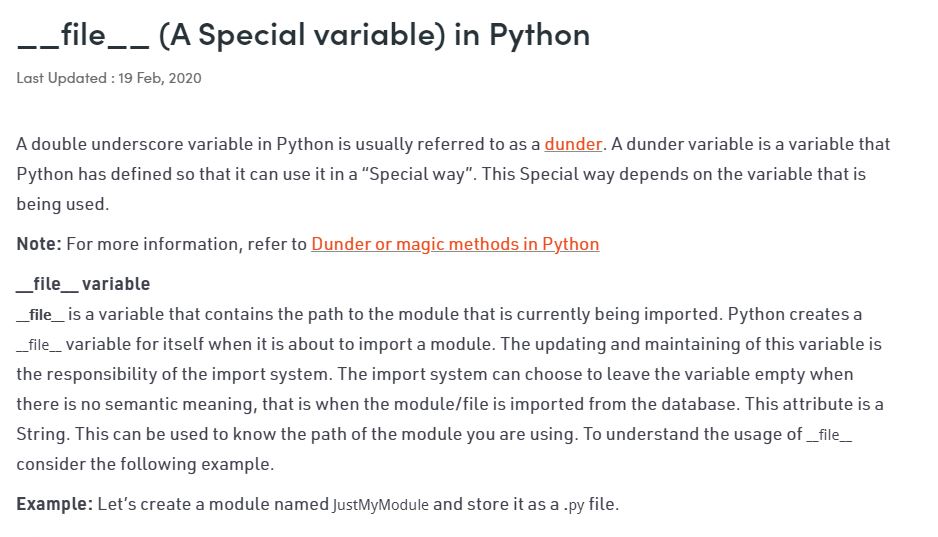 __file__ (A Special variable) in Python
Last Updated : 19 Feb, 2020
A double underscore variable in Python is usually referred to as a dunder. A dunder variable is a variable that
Python has defined so that it can use it in a “Special way”. This Special way depends on the variable that is
being used.
Note: For more information, refer to Dunder or magic methods in Python
__file__ variable
__file__ is a variable that contains the path to the module that is currently being imported. Python creates a
__file__ variable for itself when it is about to import a module. The updating and maintaining of this variable is
the responsibility of the import system. The import system can choose to leave the variable empty when
there is no semantic meaning, that is when the module/file is imported from the database. This attribute is a
String. This can be used to know the path of the module you are using. To understand the usage of __file__
consider the following example.
Example: Let’s create a module named JustMyModule and store it as a .py file.